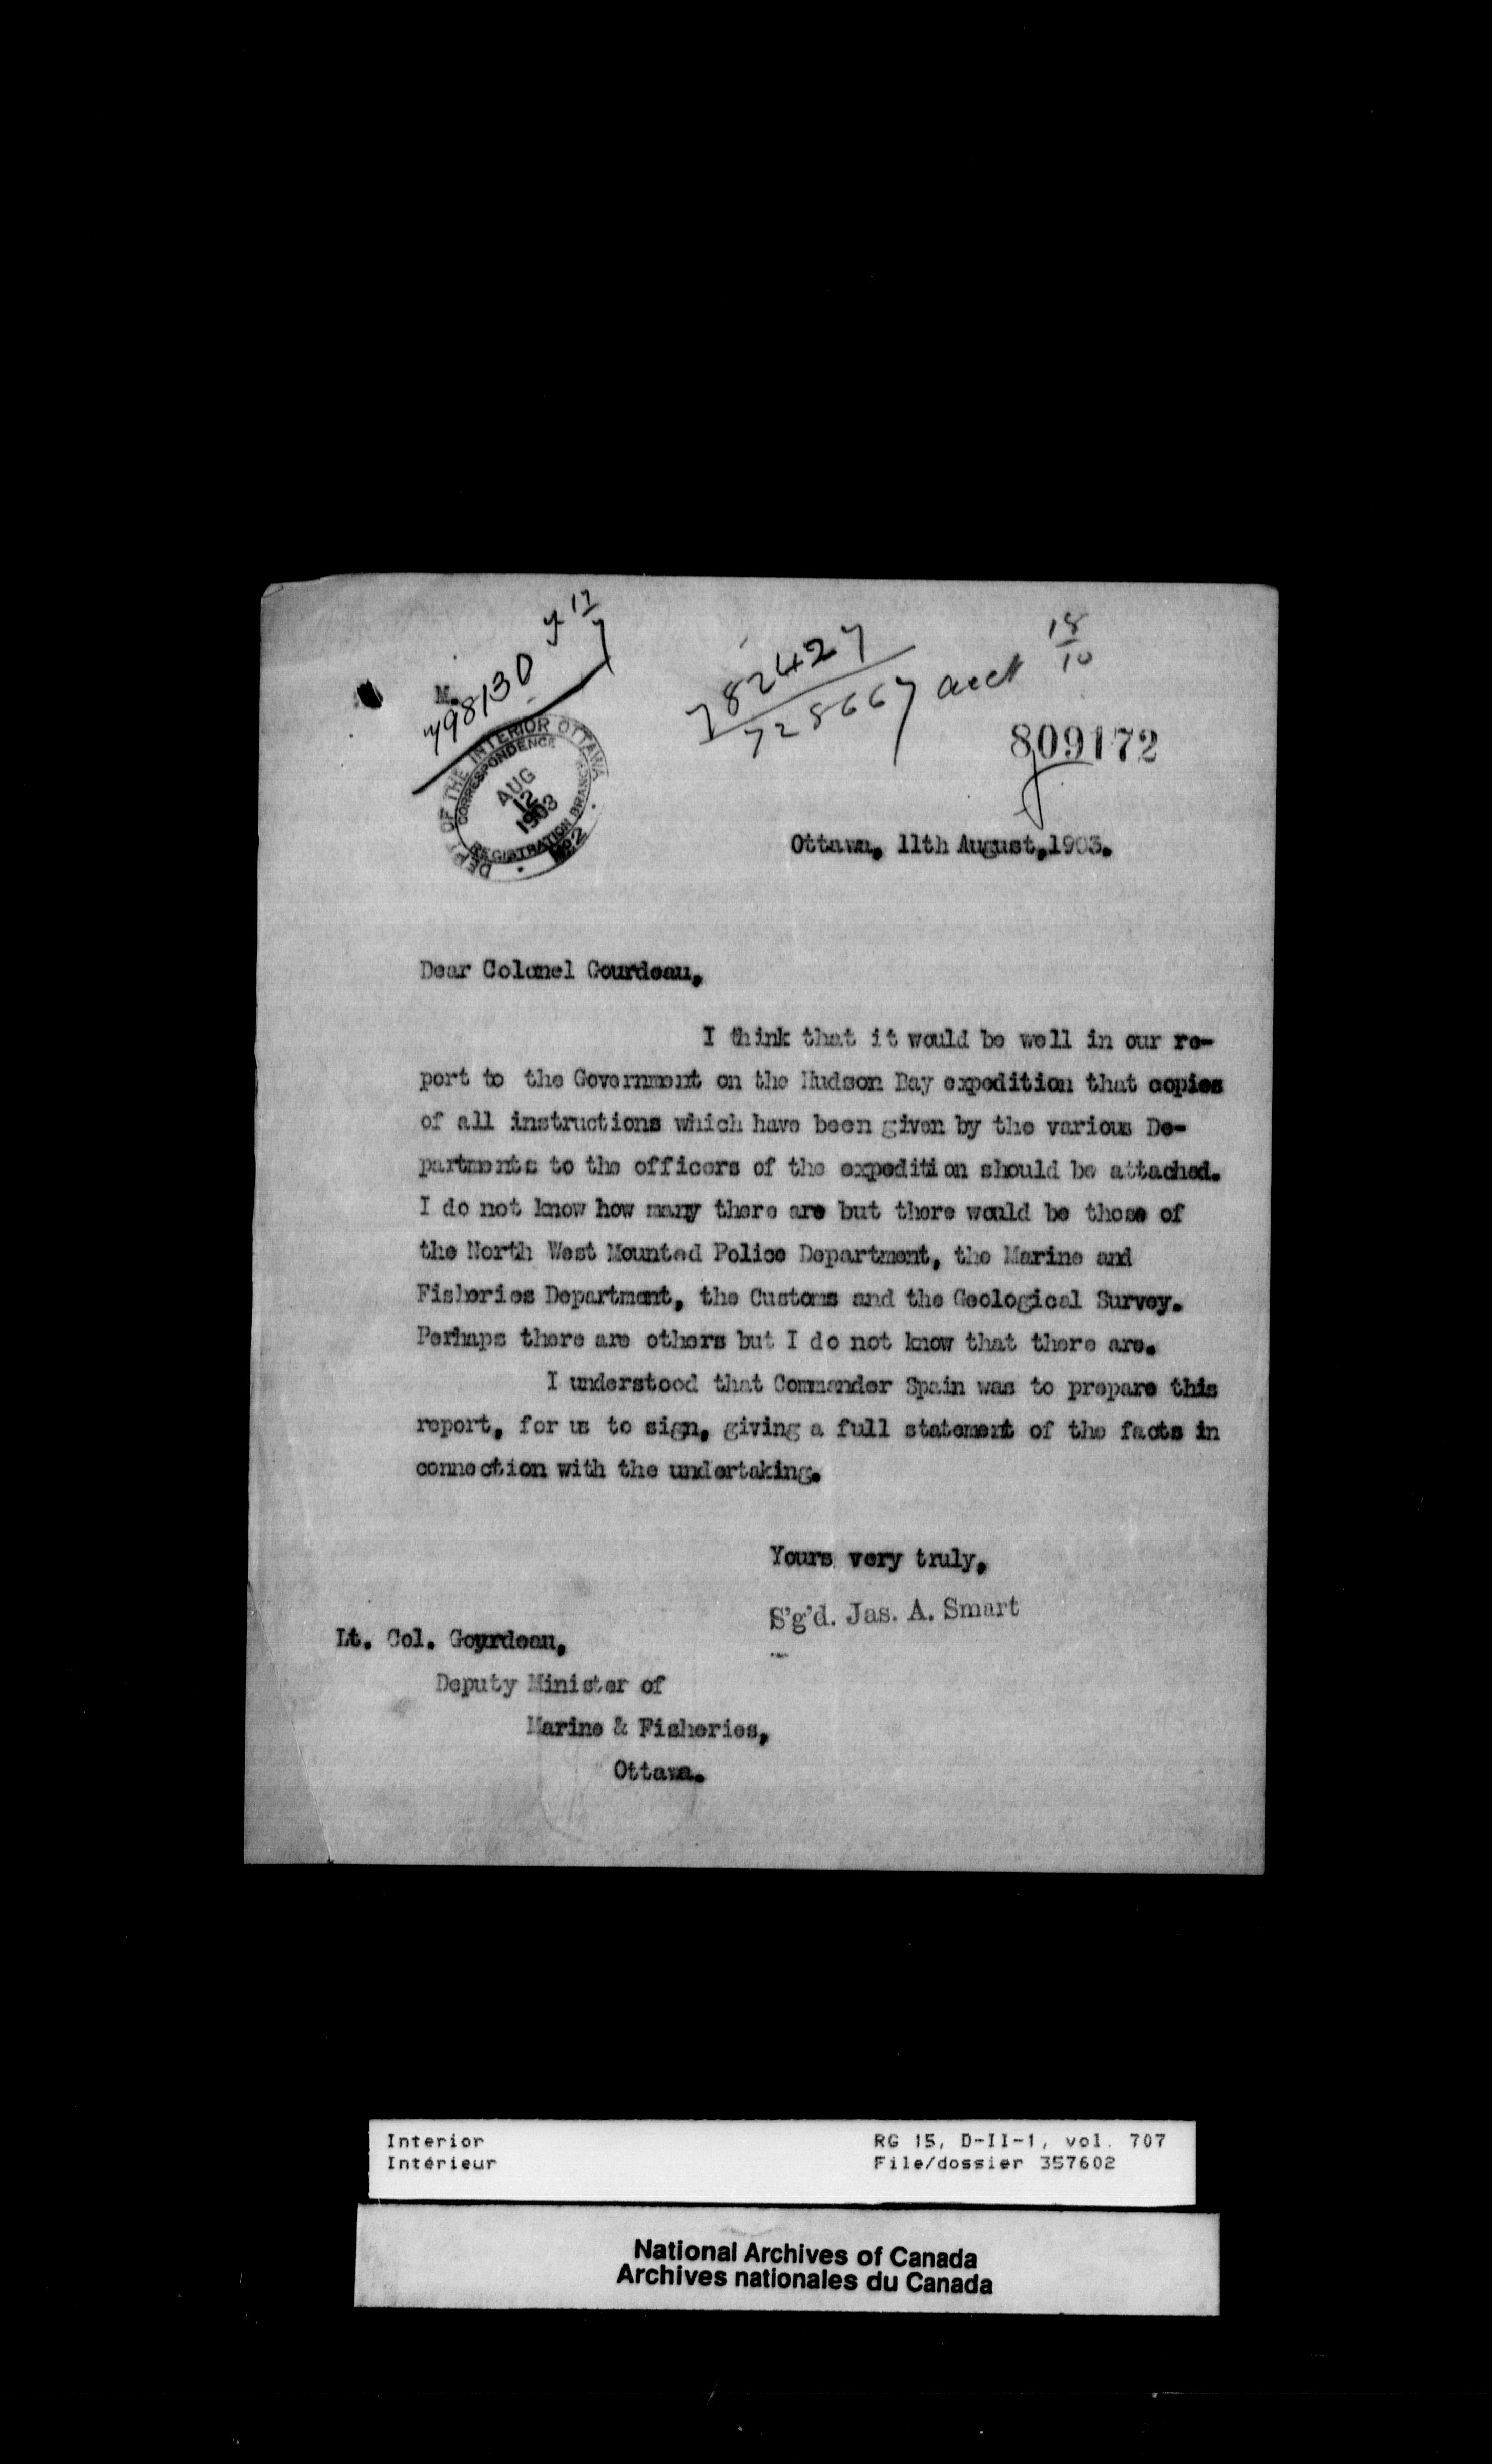 798130
782427
728667
18
10
809172
M.
DEPT OF THE INTERIOR OTTAWA
CORRESPONDENCE
AUG
12
1903
REGISTRATION BRANCH
No. 2
Ottawa, 11th August, 1903.
Dear Colonel Gourdeau,
I think that it would be well in our re-
port to the Government on the Hudson Bay expedition that copies
of all instructions which have been given by the various De-
partments to the officers of the expedition should be attached.
I do not know how many there are but there would be those of
the North West Mounted Police Department, the Marine and
Fisheries Department, the Customs and the Geological Survey.
Perhaps there are others but I do not know that there are.
I understood that Commander Spain was to prepare this
report, for us to sign, giving a full statement of the facts in
connection with the undertaking.
Yours very truly,
S'g'd. Jas. A. Smart
Lt. Col. Gourdeau,
Deputy Minister of
Marine & Fisheries,
Ottawa.
Interior RG 15, D-II-1, vol. 707
Intérieur File/dossier 357602
National Archives of Canada
Archives nationales du Canada